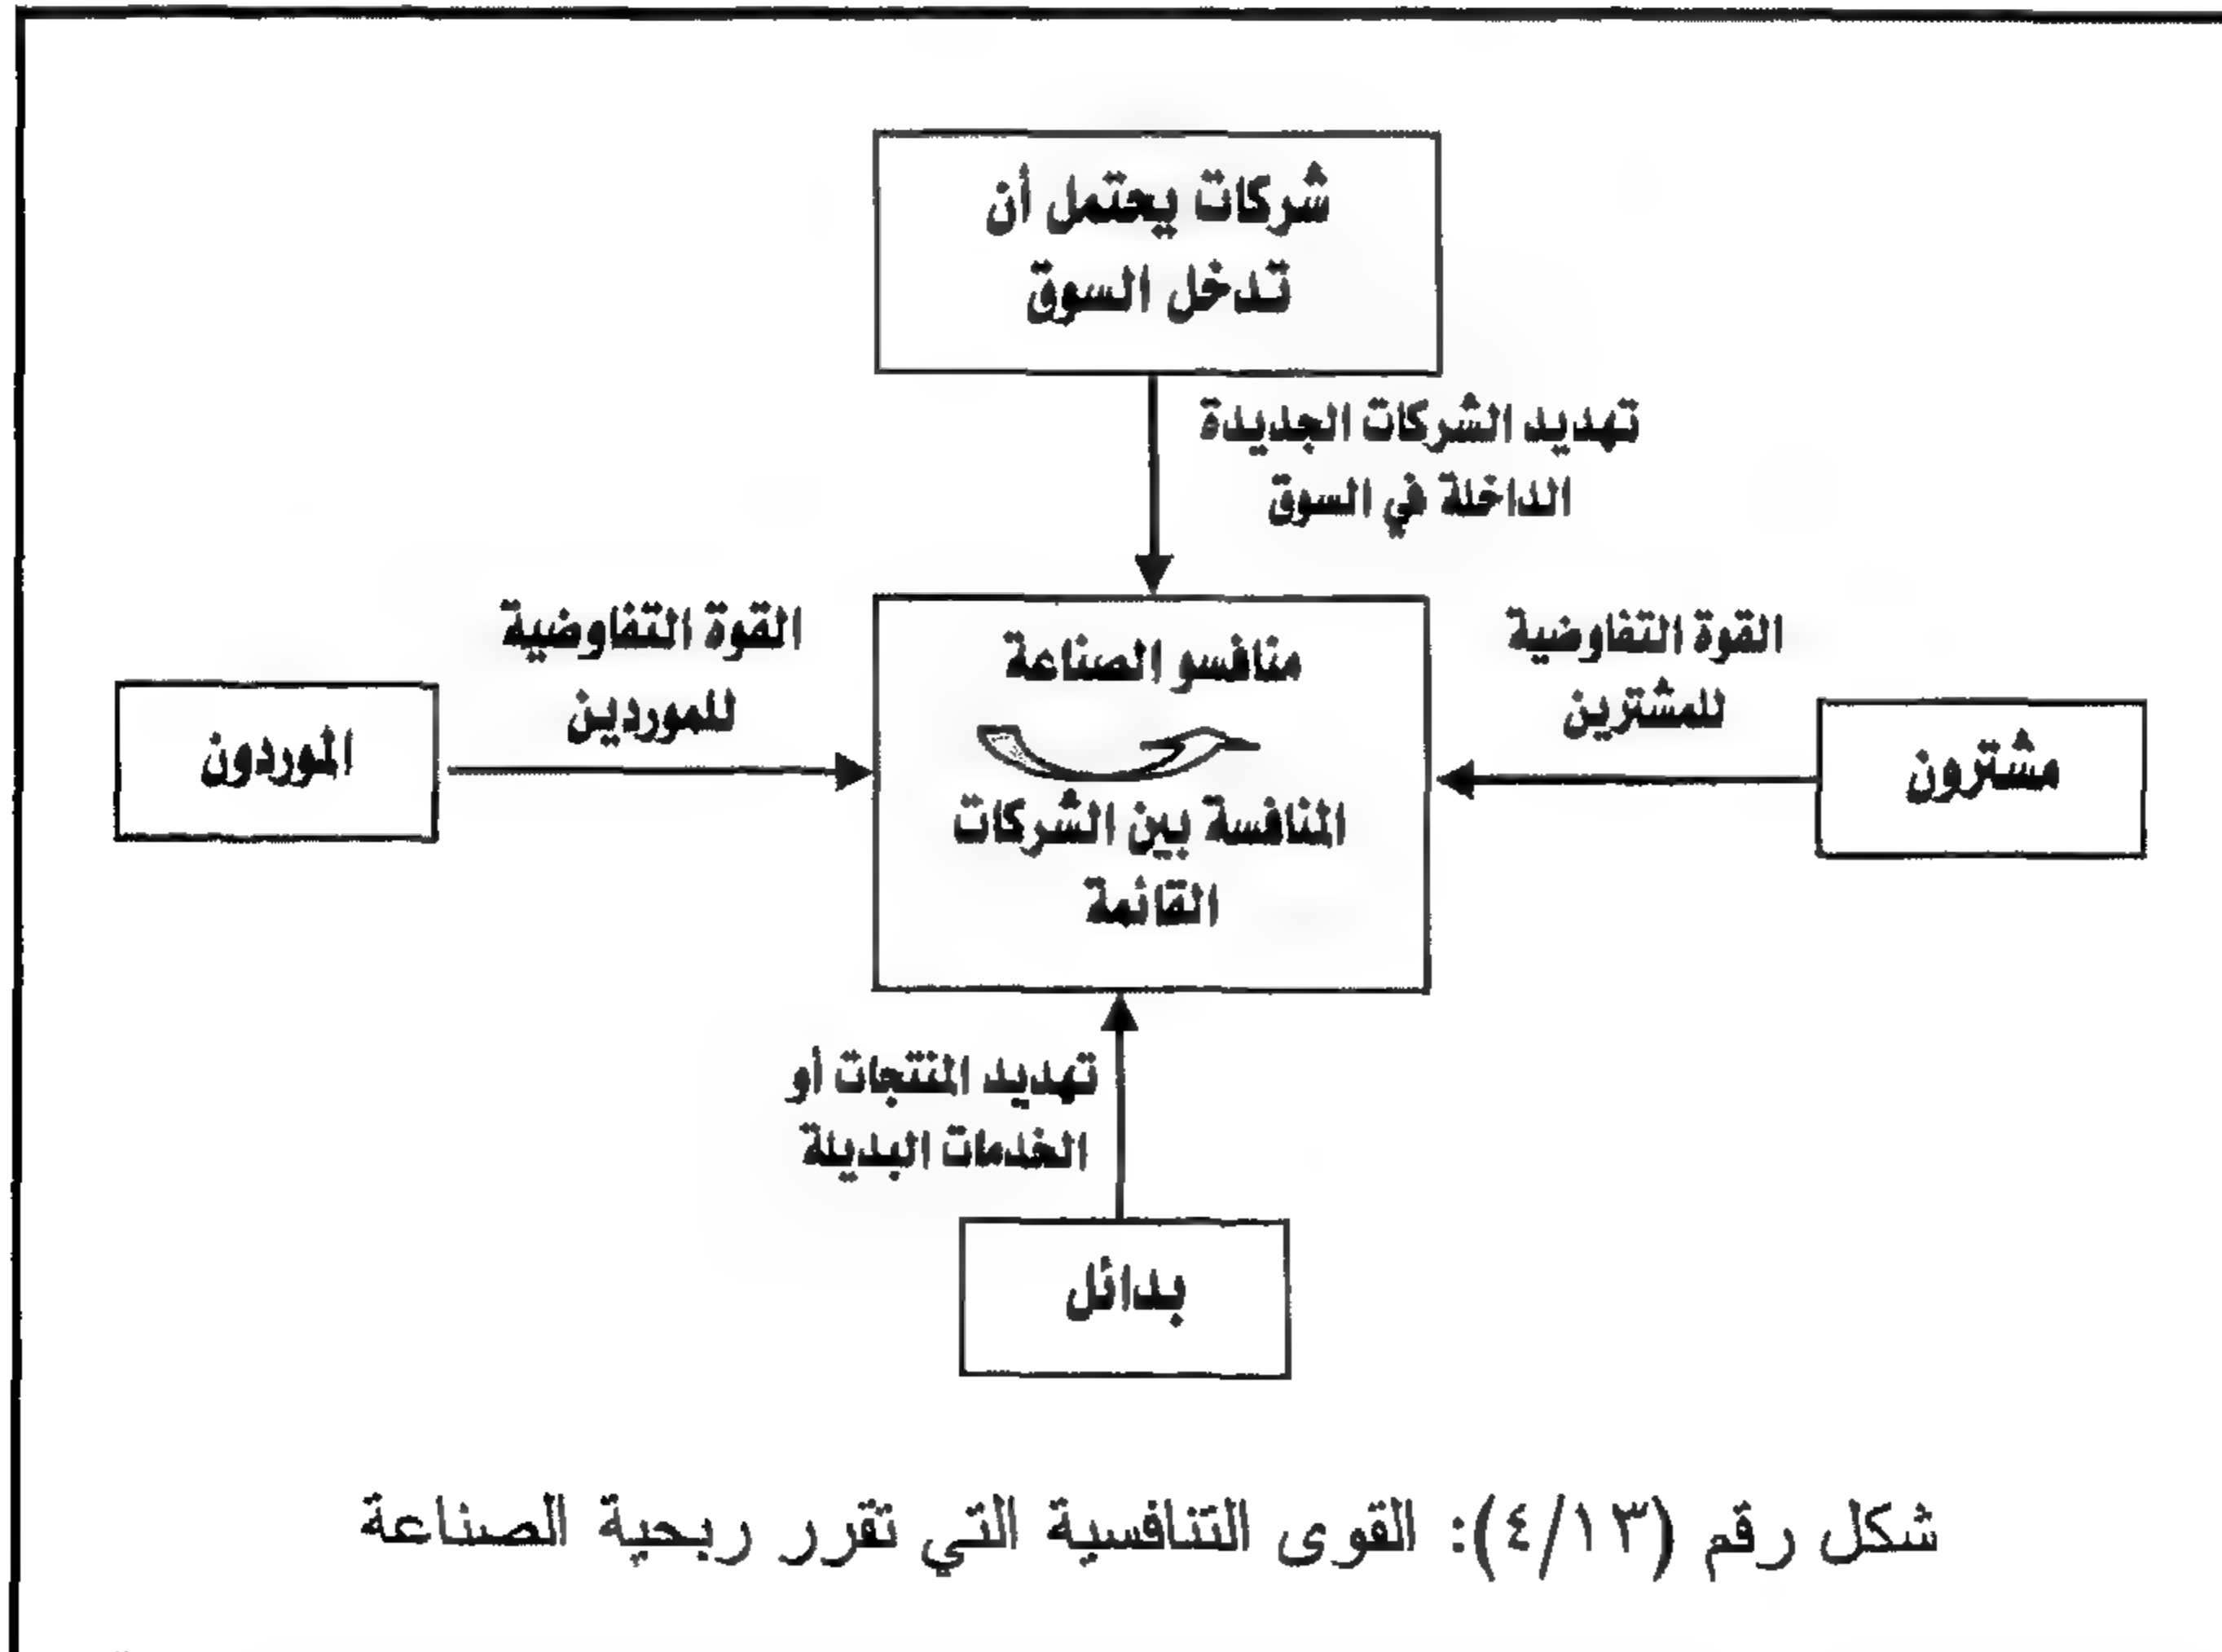 شركات يحتمل أن
تدخل السوق
تهديد الشركات الجديدة
الداخلة في السوق
القوة التفاوضية
للمشترين
مشترون
منافسو الصناعة
المنافسة بين الشركات
القائمة
القوة التفاوضية
للموردين
الموردون
تهديد المنتجات أو
الخدمات البديلة
بدائل
شكل رقم (٤/١٣): القوى التنافسية التي تقرر ربحية الصناعة